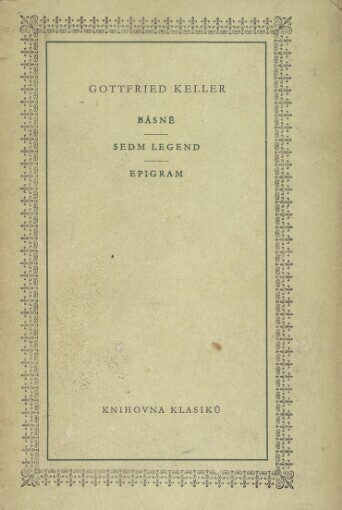 GOTTFRIED KELLER
BÁSNĚ
SEDM LEGEND
EPIGRAM
KNIHOVNA KLASIKŮ